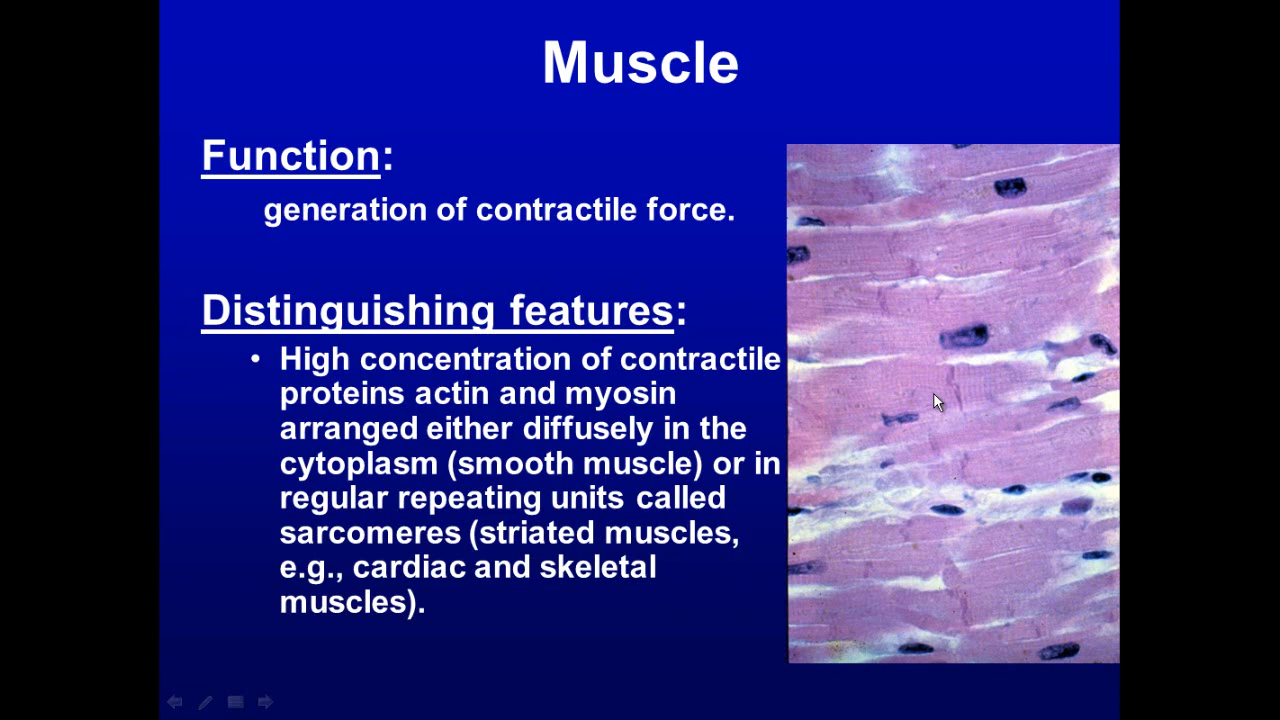 Muscle
Function:
generation of contractile force.
Distinguishing features:
• High concentration of contractile
proteins actin and myosin
arranged either diffusely in the
cytoplasm (smooth muscle) or in
regular repeating units called
sarcomeres (striated muscles,
e.g., cardiac and skeletal
muscles).